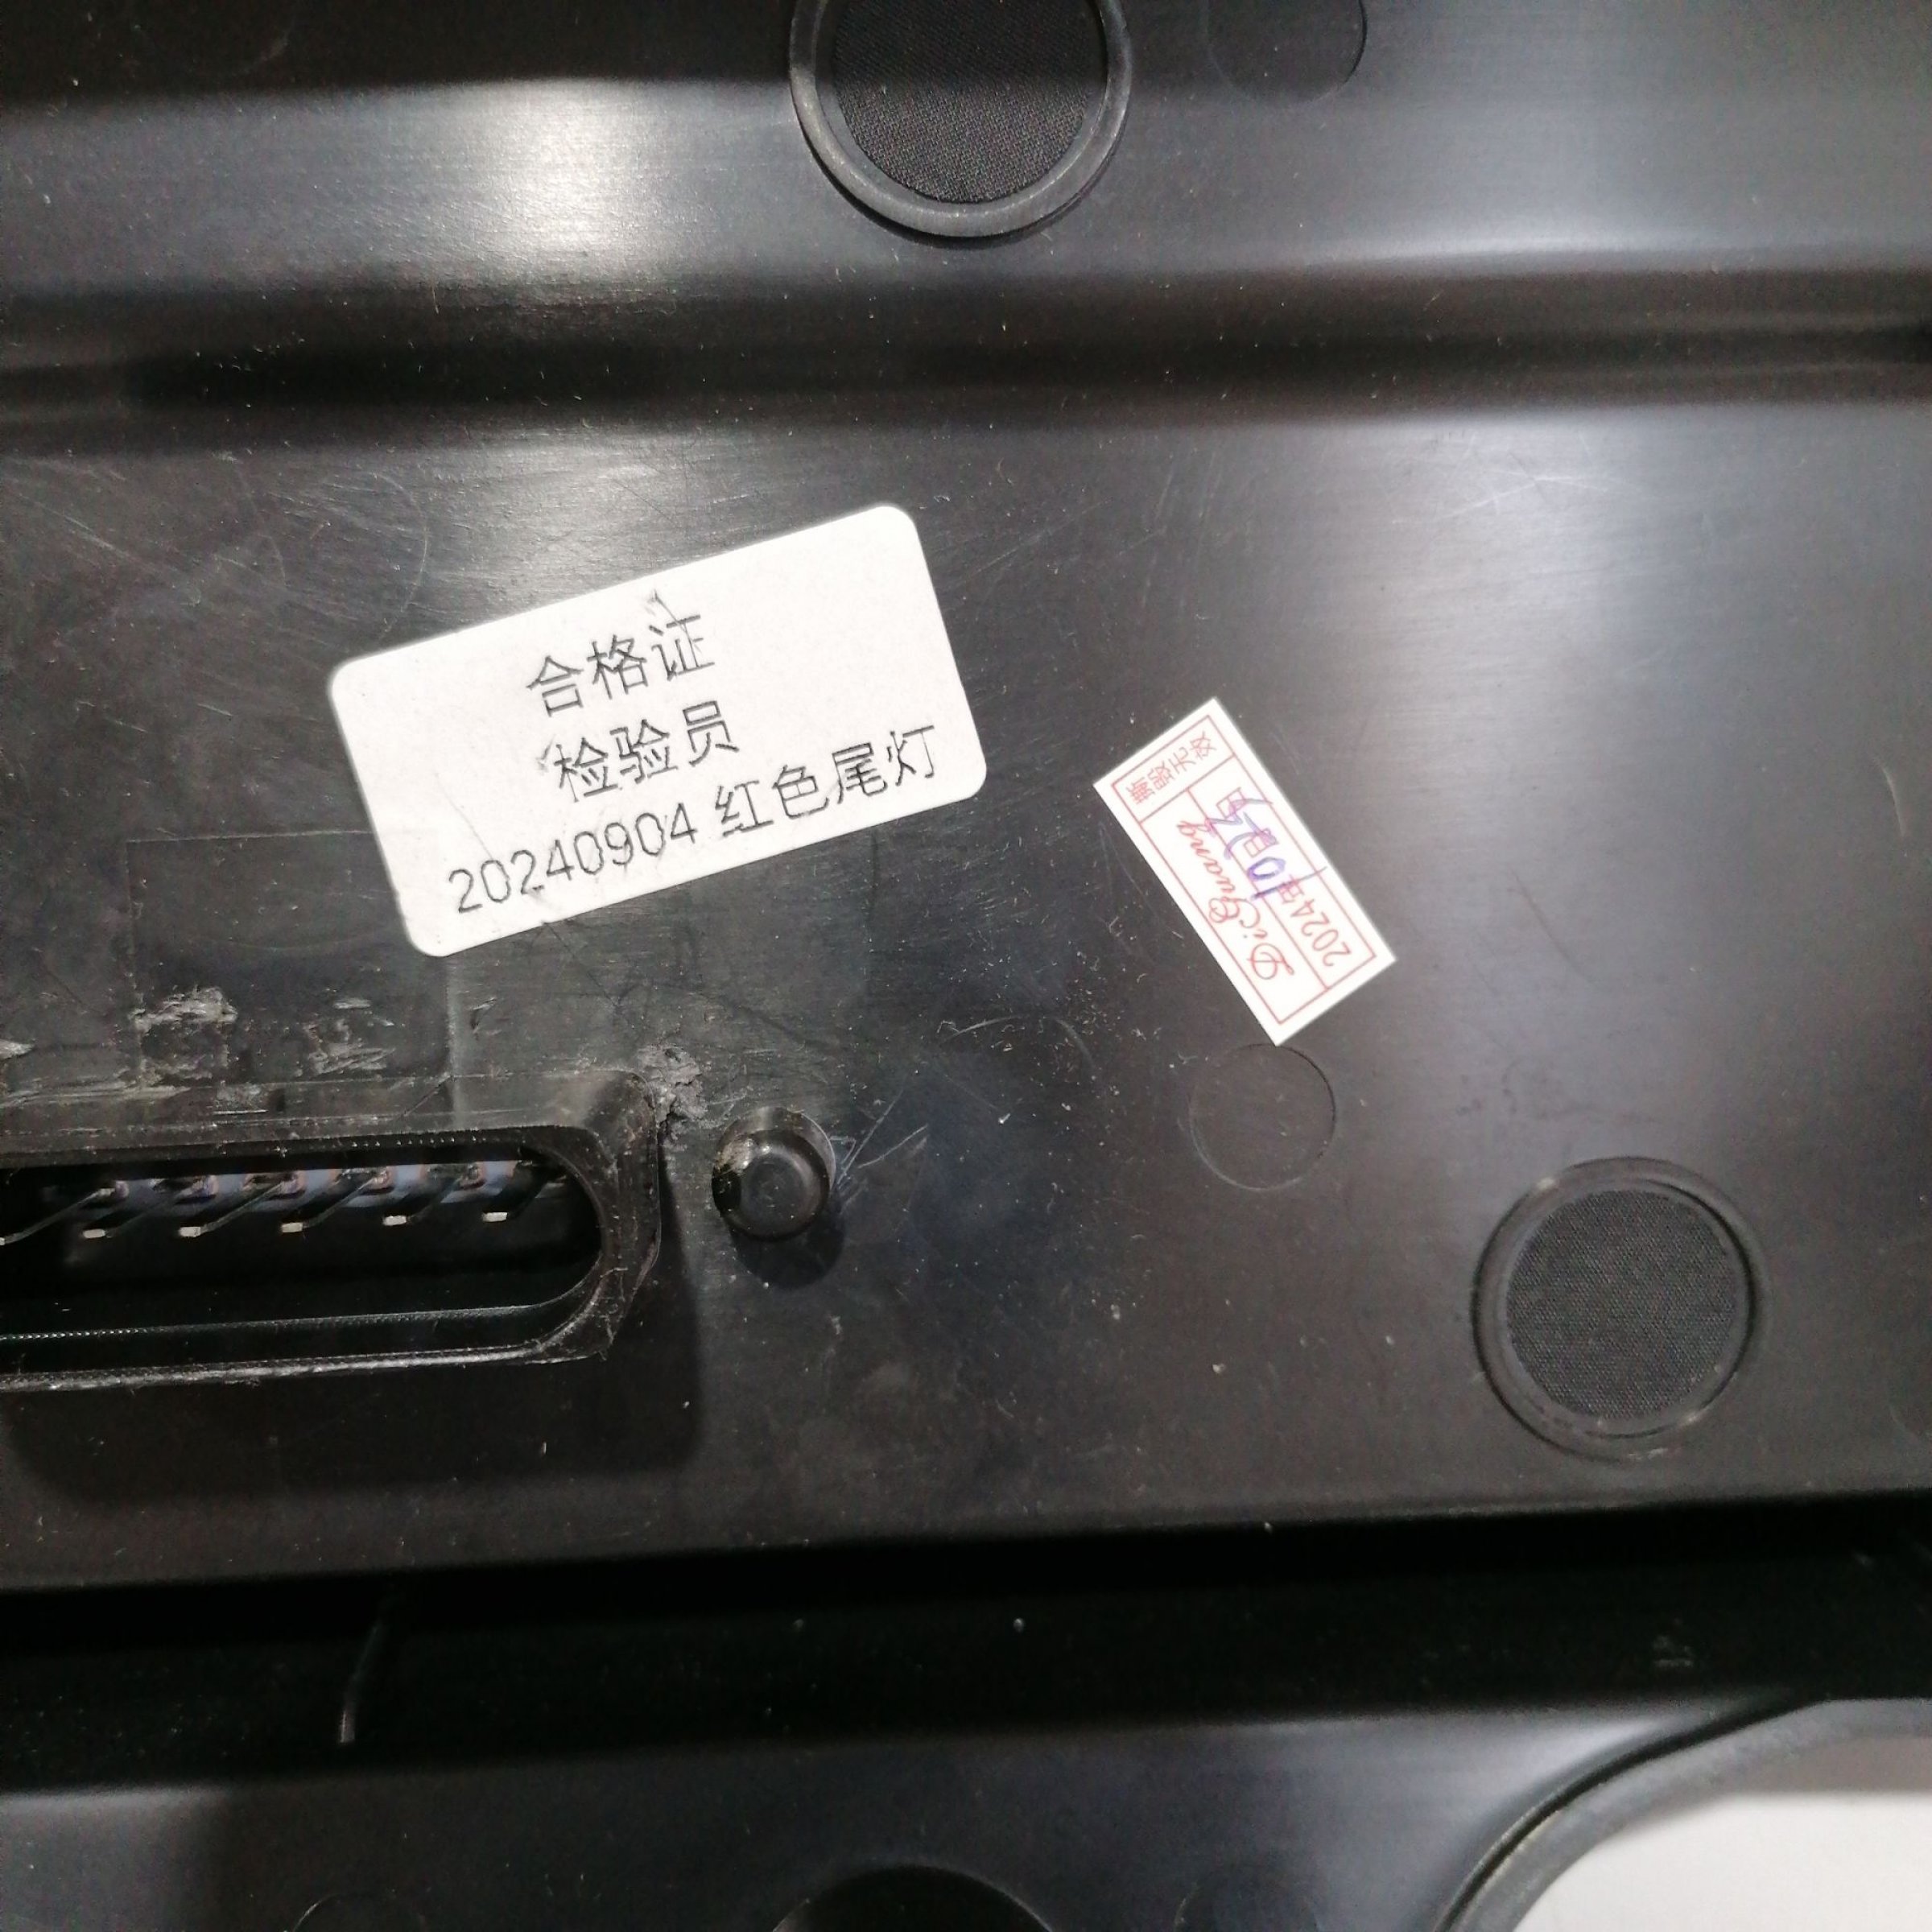 合格证
检验员
20240904 红色尾灯
撕毁无效
DiGuang
2024年10月